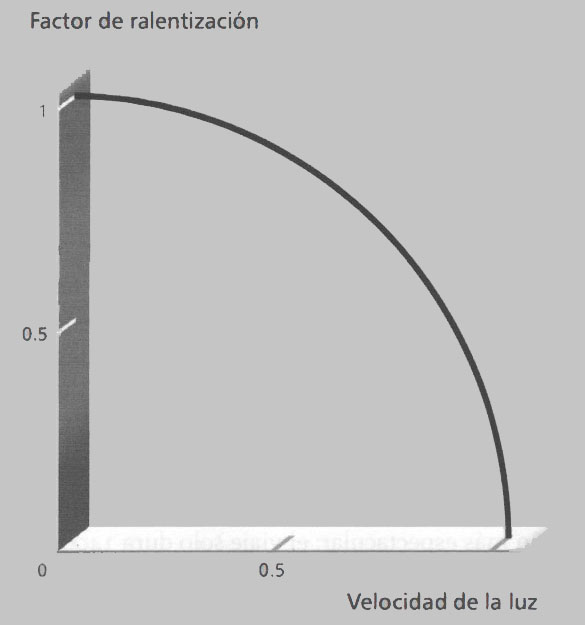 Factor de ralentización
1
0.5
0
0.5
Velocidad de la luz